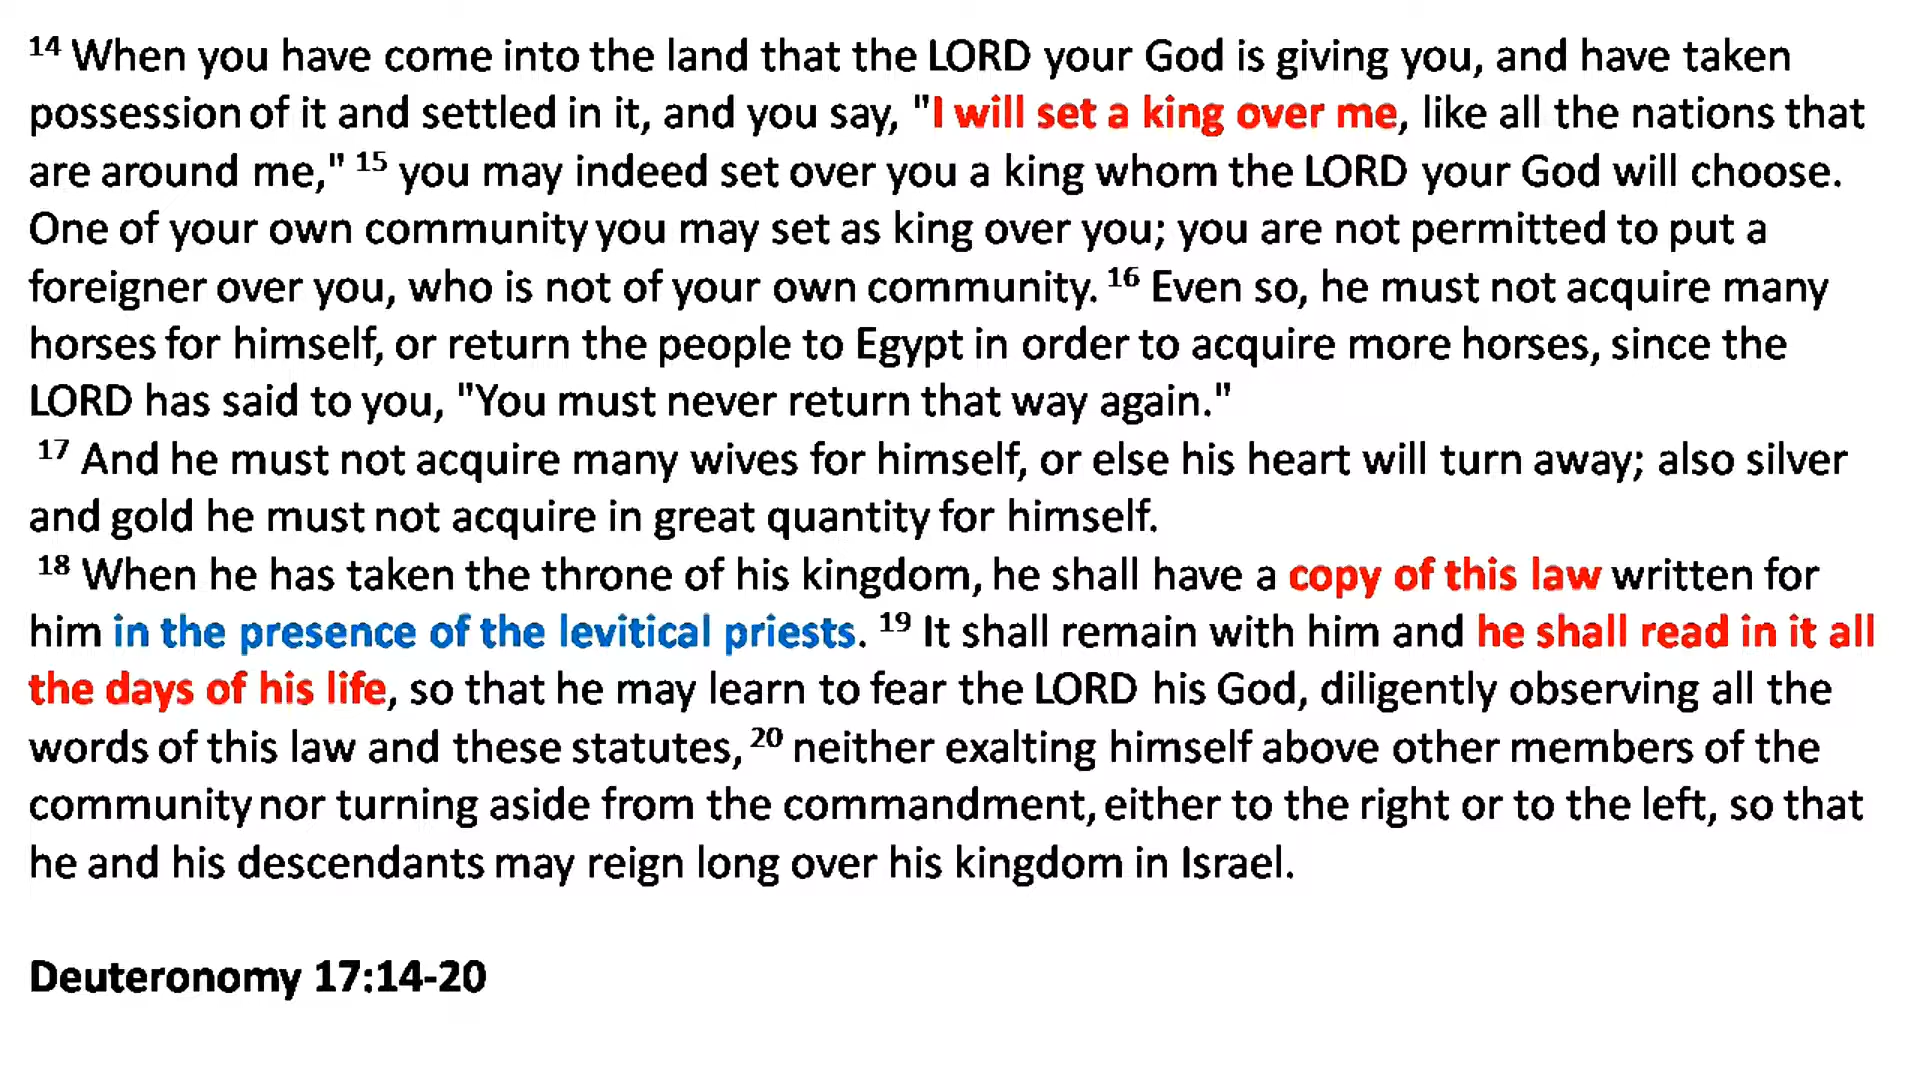 14 When you have come into the land that the LORD your God is giving you, and have taken
possession of it and settled in it, and you say, "I will set a king over me, like all the nations that
are around me," 15 you may indeed set over you a king whom the LORD your God will choose.
One of your own community you may set as king over you; you are not permitted to put a
foreigner over you, who is not of your own community. 16 Even so, he must not acquire many
horses for himself, or return the people to Egypt in order to acquire more horses, since the
LORD has said to you, "You must never return that way again."
17 And he must not acquire many wives for himself, or else his heart will turn away; also silver
and gold he must not acquire in great quantity for himself.
18 When he has taken the throne of his kingdom, he shall have a copy of this law written for
him in the presence of the levitical priests. 19 It shall remain with him and he shall read in it all
the days of his life, so that he may learn to fear the LORD his God, diligently observing all the
words of this law and these statutes, 20 neither exalting himself above other members of the
community nor turning aside from the commandment, either to the right or to the left, so that
he and his descendants may reign long over his kingdom in Israel.
Deuteronomy 17:14-20